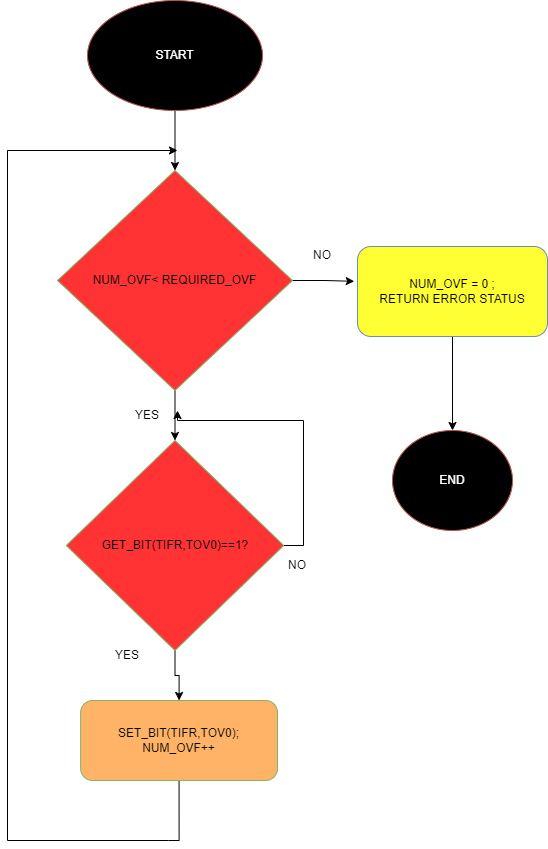 START
NUM_OVF< REQUIRED_OVF
NO
NUM_OVF = 0 ;
RETURN ERROR STATUS
YES
END
GET_BIT(TIFR,TOV0)==1?
NO
YES
SET_BIT(TIFR,TOV0);
NUM_OVF++